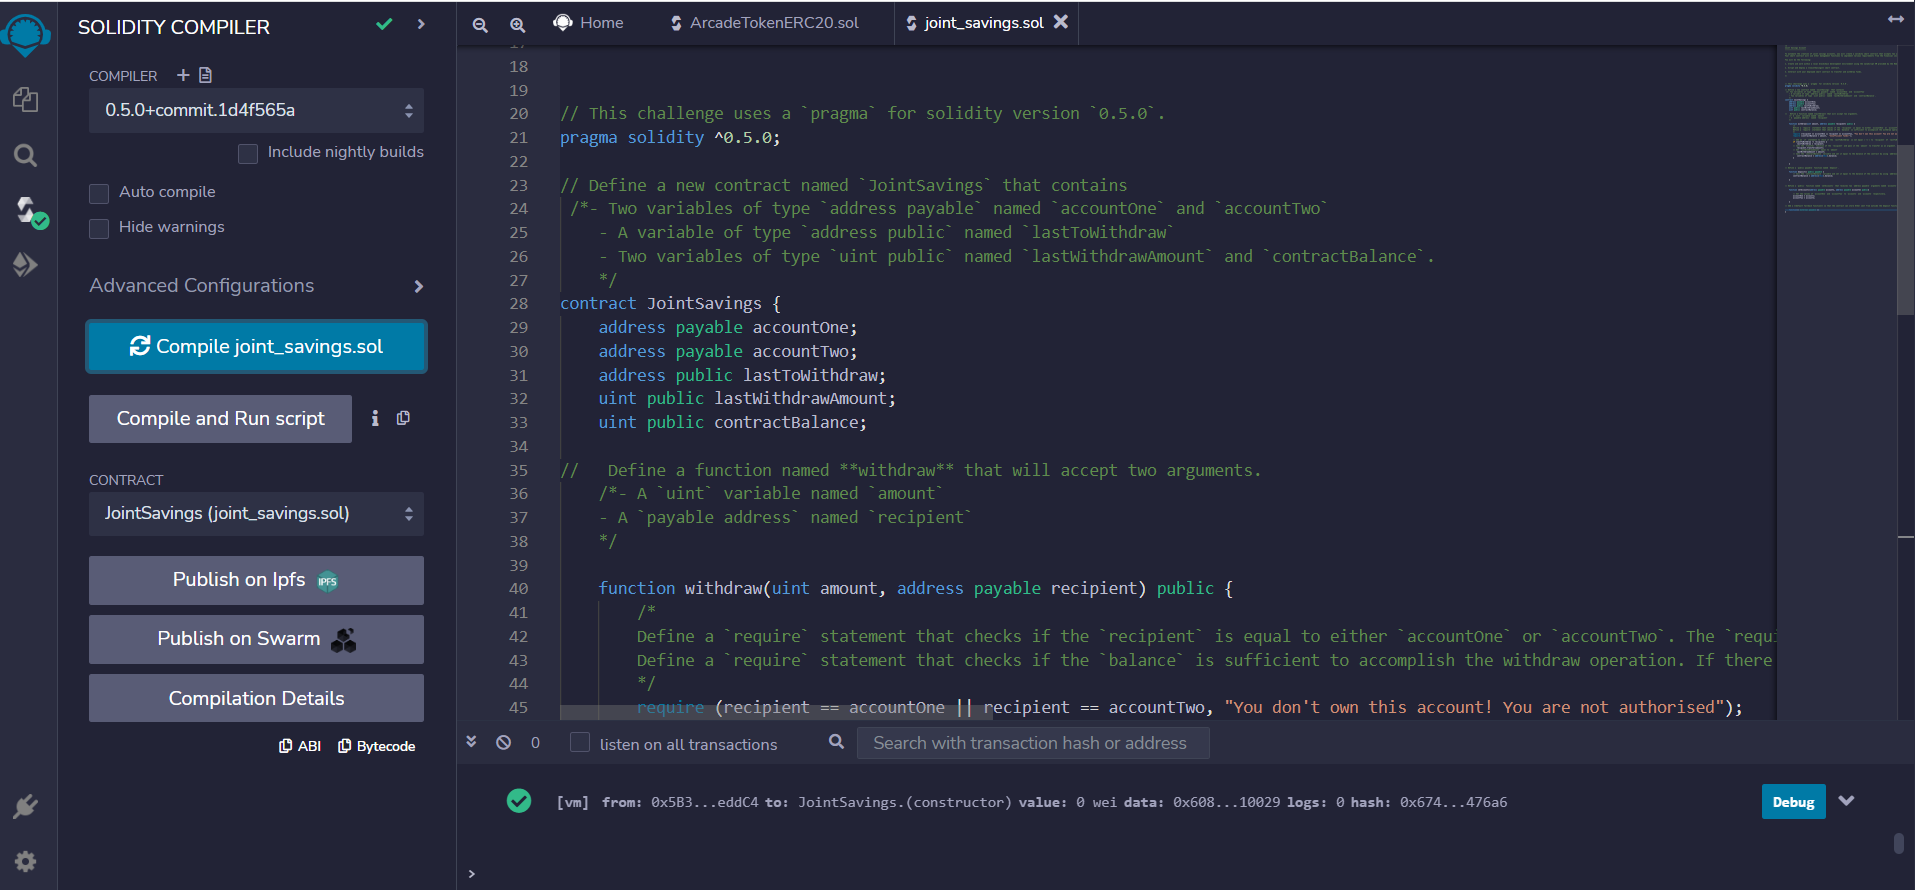 SOLIDITY COMPILER
COMPILER
0.5.0+commit.1d4f565a
Include nightly builds
Auto compile
Hide warnings
Advanced Configurations
Compile joint_savings.sol
Compile and Run script
CONTRACT
JointSavings (joint_savings.sol)
Publish on Ipfs IPFS
Publish on Swarm
Compilation Details
ABI Bytecode
Home ArcadeTokenERC20.sol joint_savings.sol
18
19
20 // This challenge uses a `pragma` for solidity version `0.5.0`.
21 pragma solidity ^0.5.0;
22
23 // Define a new contract named `JointSavings` that contains
24 /*- Two variables of type `address payable` named `accountOne` and `accountTwo`
25 - A variable of type `address public` named `lastToWithdraw`
26 - Two variables of type `uint public` named `lastWithdrawAmount` and `contractBalance`.
27 */
28 contract JointSavings {
29 address payable accountOne;
30 address payable accountTwo;
31 address public lastToWithdraw;
32 uint public lastWithdrawAmount;
33 uint public contractBalance;
34
35 // Define a function named **withdraw** that will accept two arguments.
36 /*- A `uint` variable named `amount`
37 - A `payable address` named `recipient`
38 */
39
40 function withdraw(uint amount, address payable recipient) public {
41 /*
42 Define a `require` statement that checks if the `recipient` is equal to either `accountOne` or `accountTwo`. The `requi
43 Define a `require` statement that checks if the `balance` is sufficient to accomplish the withdraw operation. If there
44 */
45 require (recipient == accountOne || recipient == accountTwo, "You don't own this account! You are not authorised");
0 listen on all transactions Search with transaction hash or address
[vm] from: 0x5B3...eddC4 to: JointSavings.(constructor) value: 0 wei data: 0x608...10029 logs: 0 hash: 0x674...476a6
Debug
>